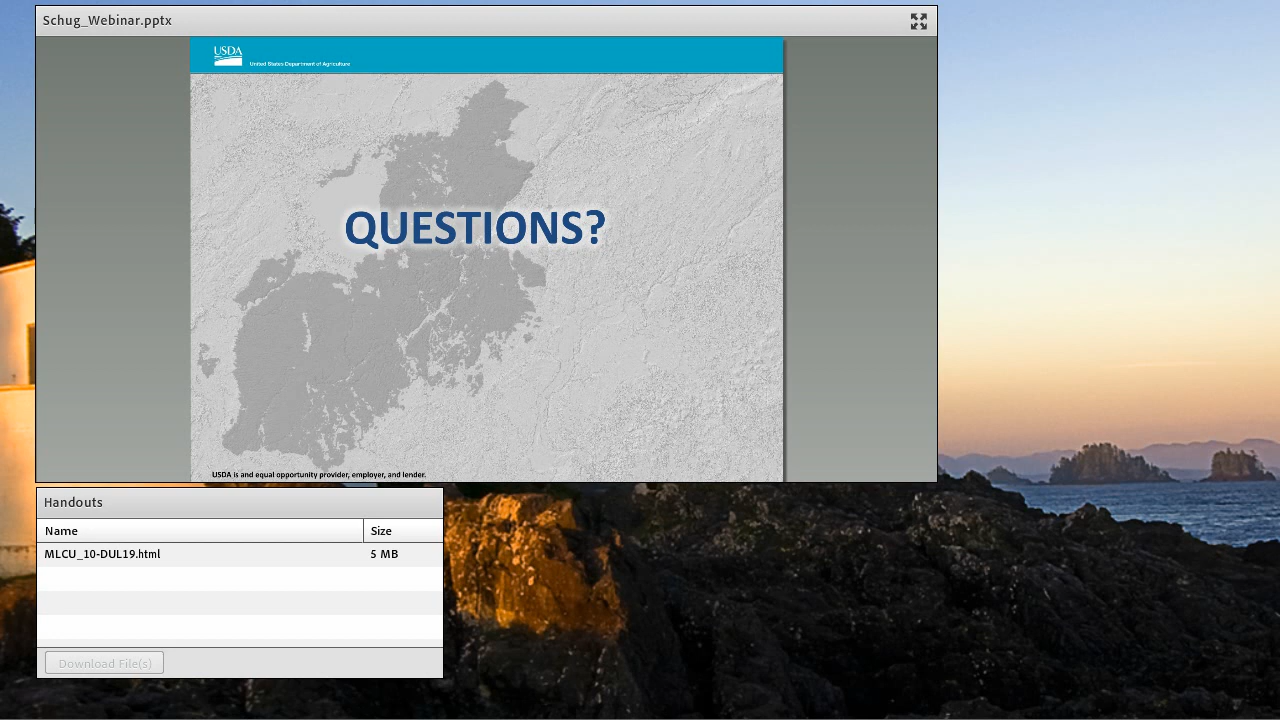 Schug_Webinar.pptx
USDA
United States Department of Agriculture
QUESTIONS?
USDA is and equal opportunity provider, employer, and lender.
Handouts
Name Size
MLCU_10-DUL19.html 5 MB
Download File(s)